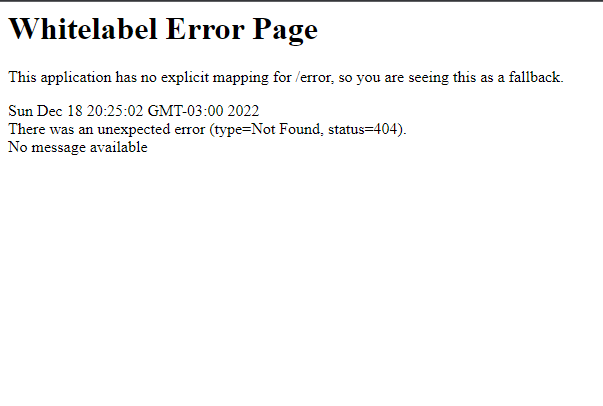 Whitelabel Error Page
This application has no explicit mapping for /error, so you are seeing this as a fallback.
Sun Dec 18 20:25:02 GMT-03:00 2022
There was an unexpected error (type=Not Found, status=404).
No message available